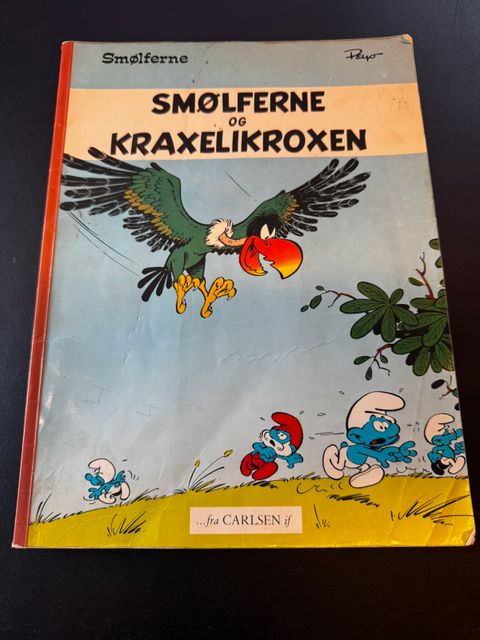 Smølferne
Peyo
SMØLFERNE
OG
KRAXELIKROXEN
...fra CARLSEN if